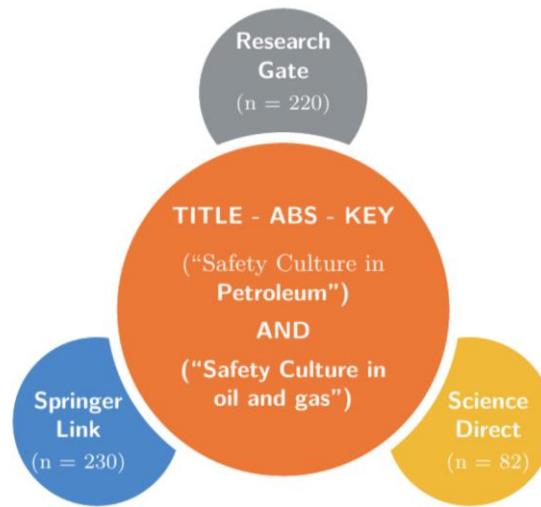 Research
Gate
(n = 220)
TITLE - ABS - KEY
(“Safety Culture in
Petroleum”)
AND
(“Safety Culture in
oil and gas”)
Springer
Link
(n = 230)
Science
Direct
(n = 82)